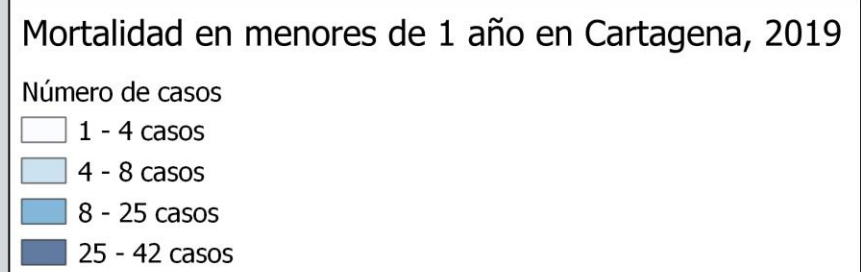 Mortalidad en menores de 1 año en Cartagena, 2019
Número de casos
1 - 4 casos
4 - 8 casos
8 - 25 casos
25 - 42 casos